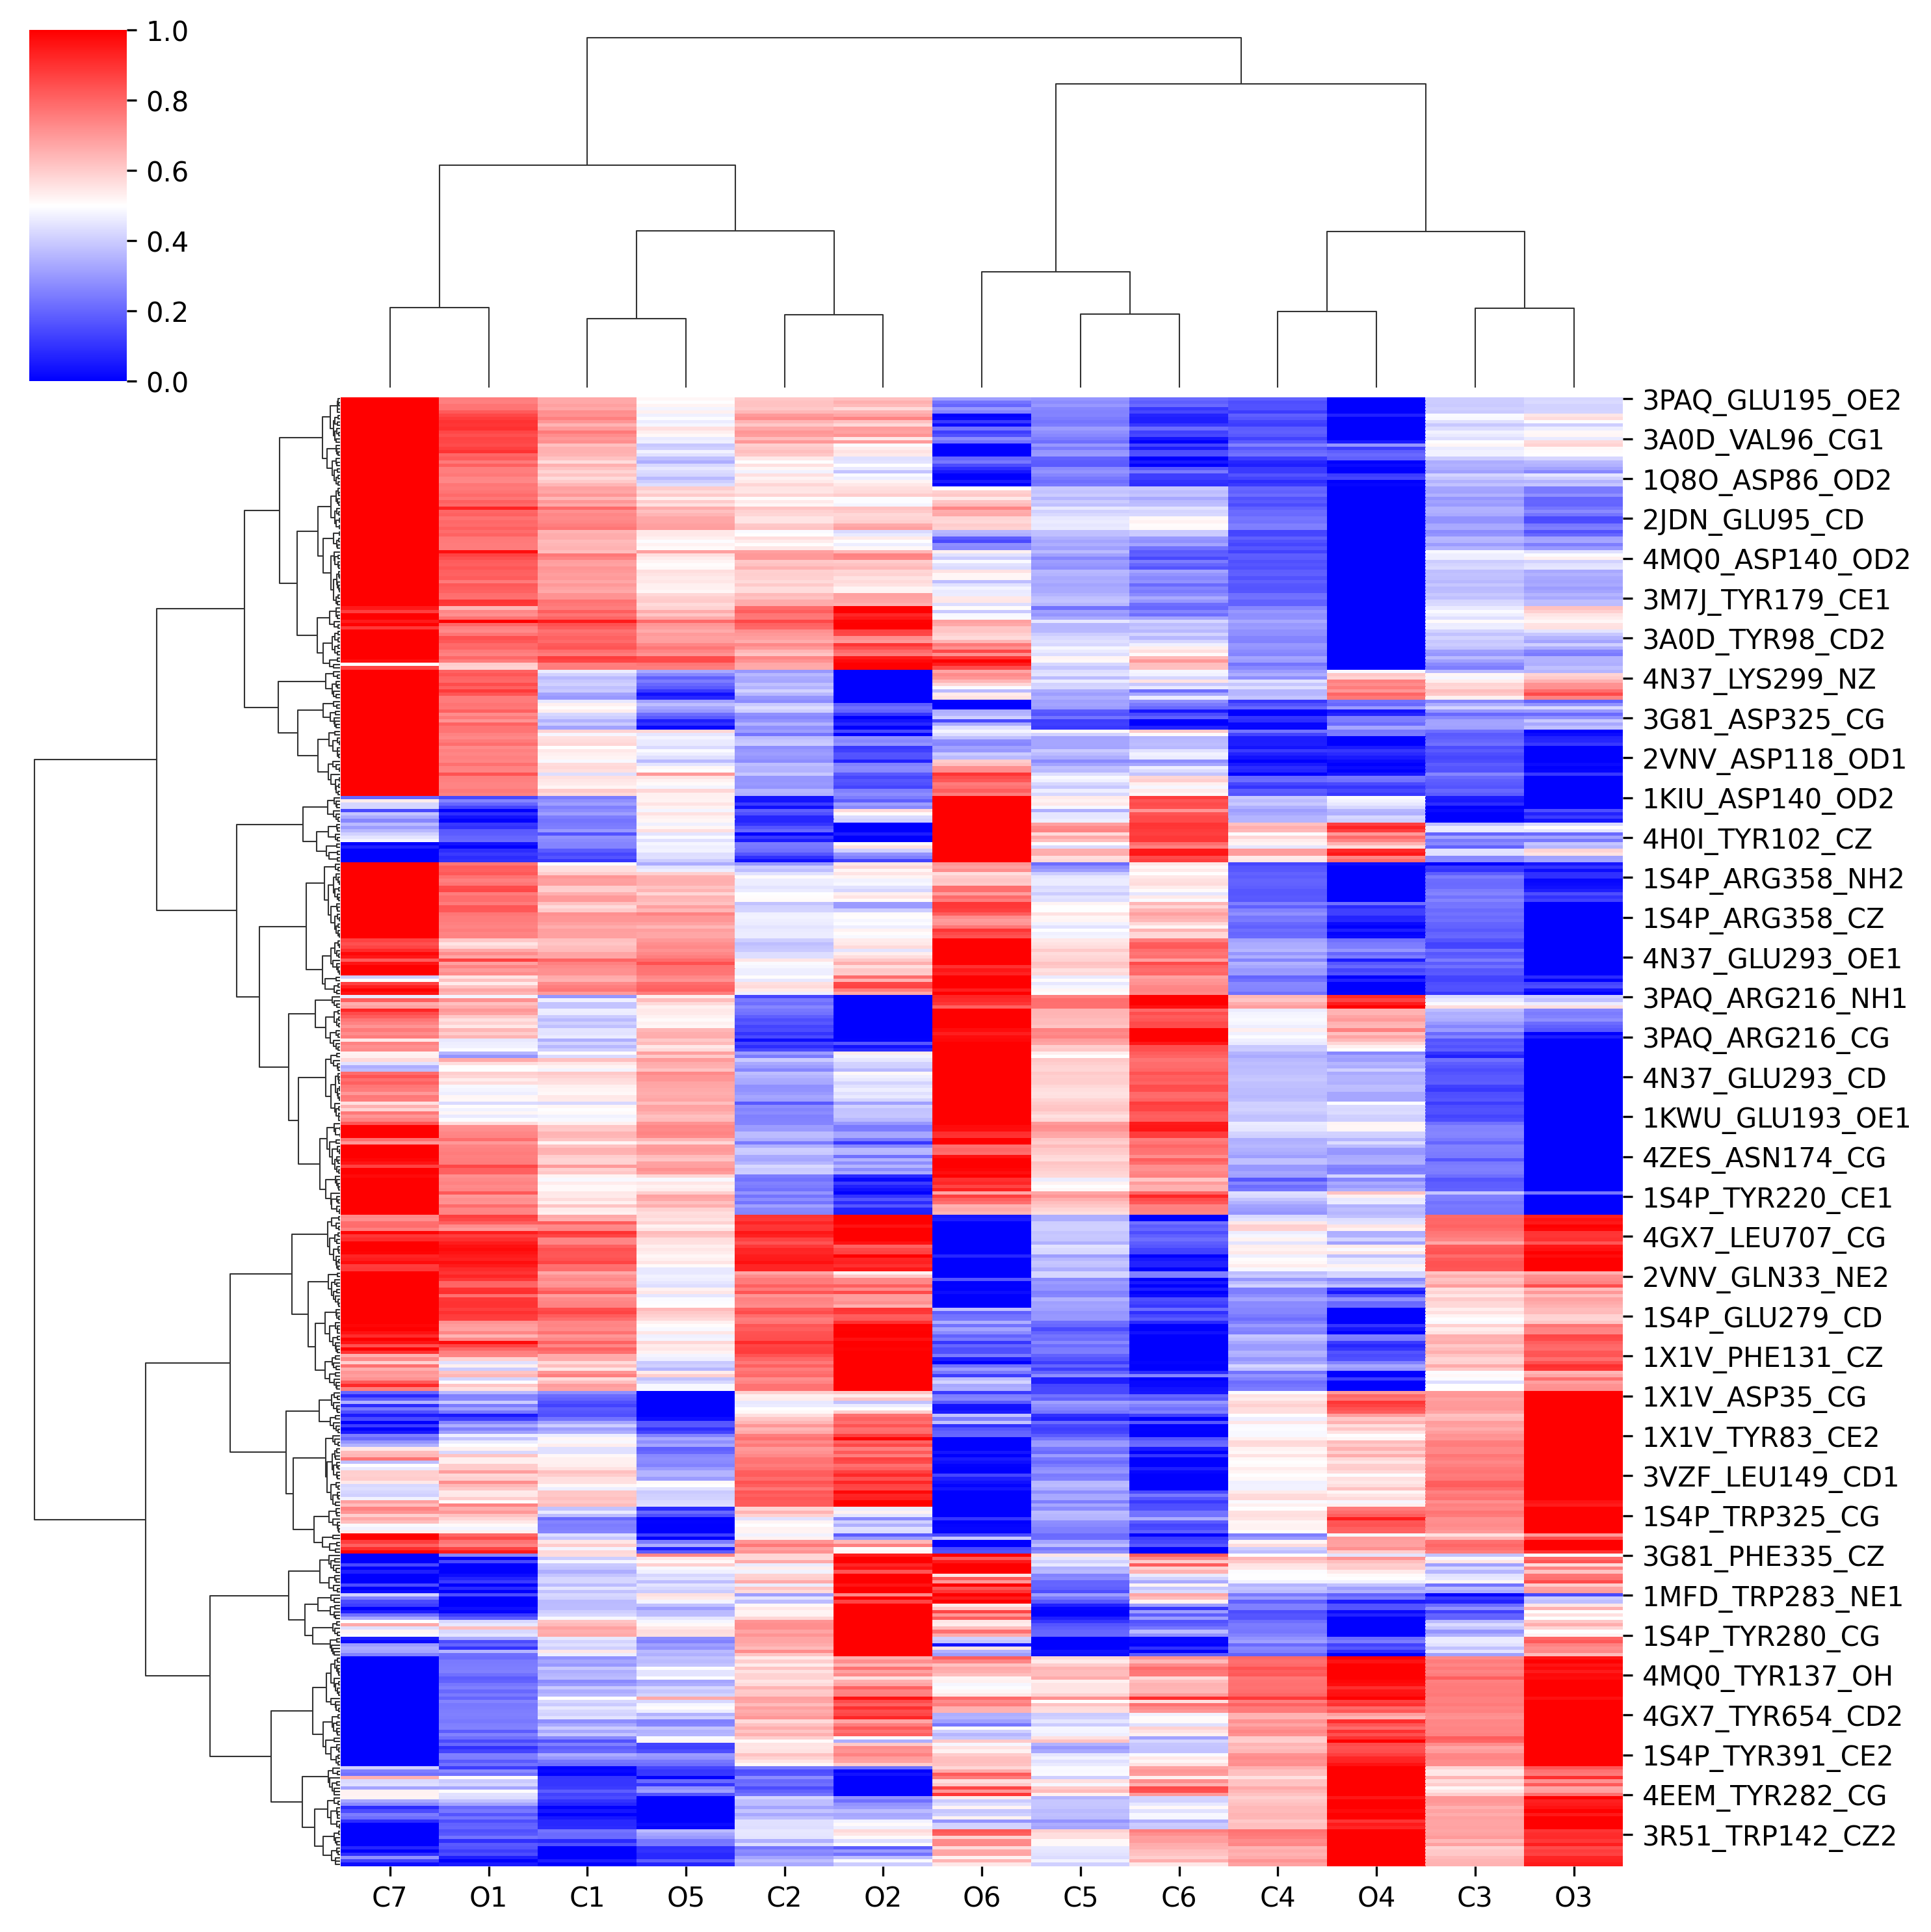 1.0
0.8
0.6
0.4
0.2
0.0
3PAQ_GLU195_OE2
3A0D_VAL96_CG1
1Q8O_ASP86_OD2
2JDN_GLU95_CD
4MQ0_ASP140_OD2
3M7J_TYR179_CE1
3A0D_TYR98_CD2
4N37_LYS299_NZ
3G81_ASP325_CG
2VNV_ASP118_OD1
1KIU_ASP140_OD2
4H0I_TYR102_CZ
1S4P_ARG358_NH2
1S4P_ARG358_CZ
4N37_GLU293_OE1
3PAQ_ARG216_NH1
3PAQ_ARG216_CG
4N37_GLU293_CD
1KWU_GLU193_OE1
4ZES_ASN174_CG
1S4P_TYR220_CE1
4GX7_LEU707_CG
2VNV_GLN33_NE2
1S4P_GLU279_CD
1X1V_PHE131_CZ
1X1V_ASP35_CG
1X1V_TYR83_CE2
3VZF_LEU149_CD1
1S4P_TRP325_CG
3G81_PHE335_CZ
1MFD_TRP283_NE1
1S4P_TYR280_CG
4MQ0_TYR137_OH
4GX7_TYR654_CD2
1S4P_TYR391_CE2
4EEM_TYR282_CG
3R51_TRP142_CZ2
C7 O1 C1 O5 C2 O2 O6 C5 C6 C4 O4 C3 O3